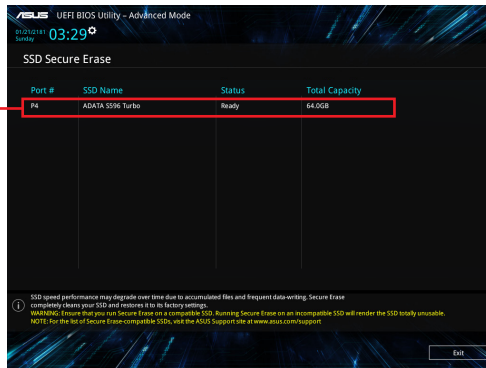 ASUS UEFI BIOS Utility – Advanced Mode
01/21/2181 03:29
Sunday
SSD Secure Erase
Port # SSD Name Status Total Capacity
P4 ADATA S596 Turbo Ready 64.0GB
SSD speed performance may degrade over time due to accumulated files and frequent data-writing. Secure Erase
completely cleans your SSD and restores it to its factory settings.
WARNING: Ensure that you run Secure Erase on a compatible SSD. Running Secure Erase on an incompatible SSD will render the SSD totally unusable.
NOTE: For the list of Secure Erase-compatible SSDs, visit the ASUS Support site at www.asus.com/support
Exit